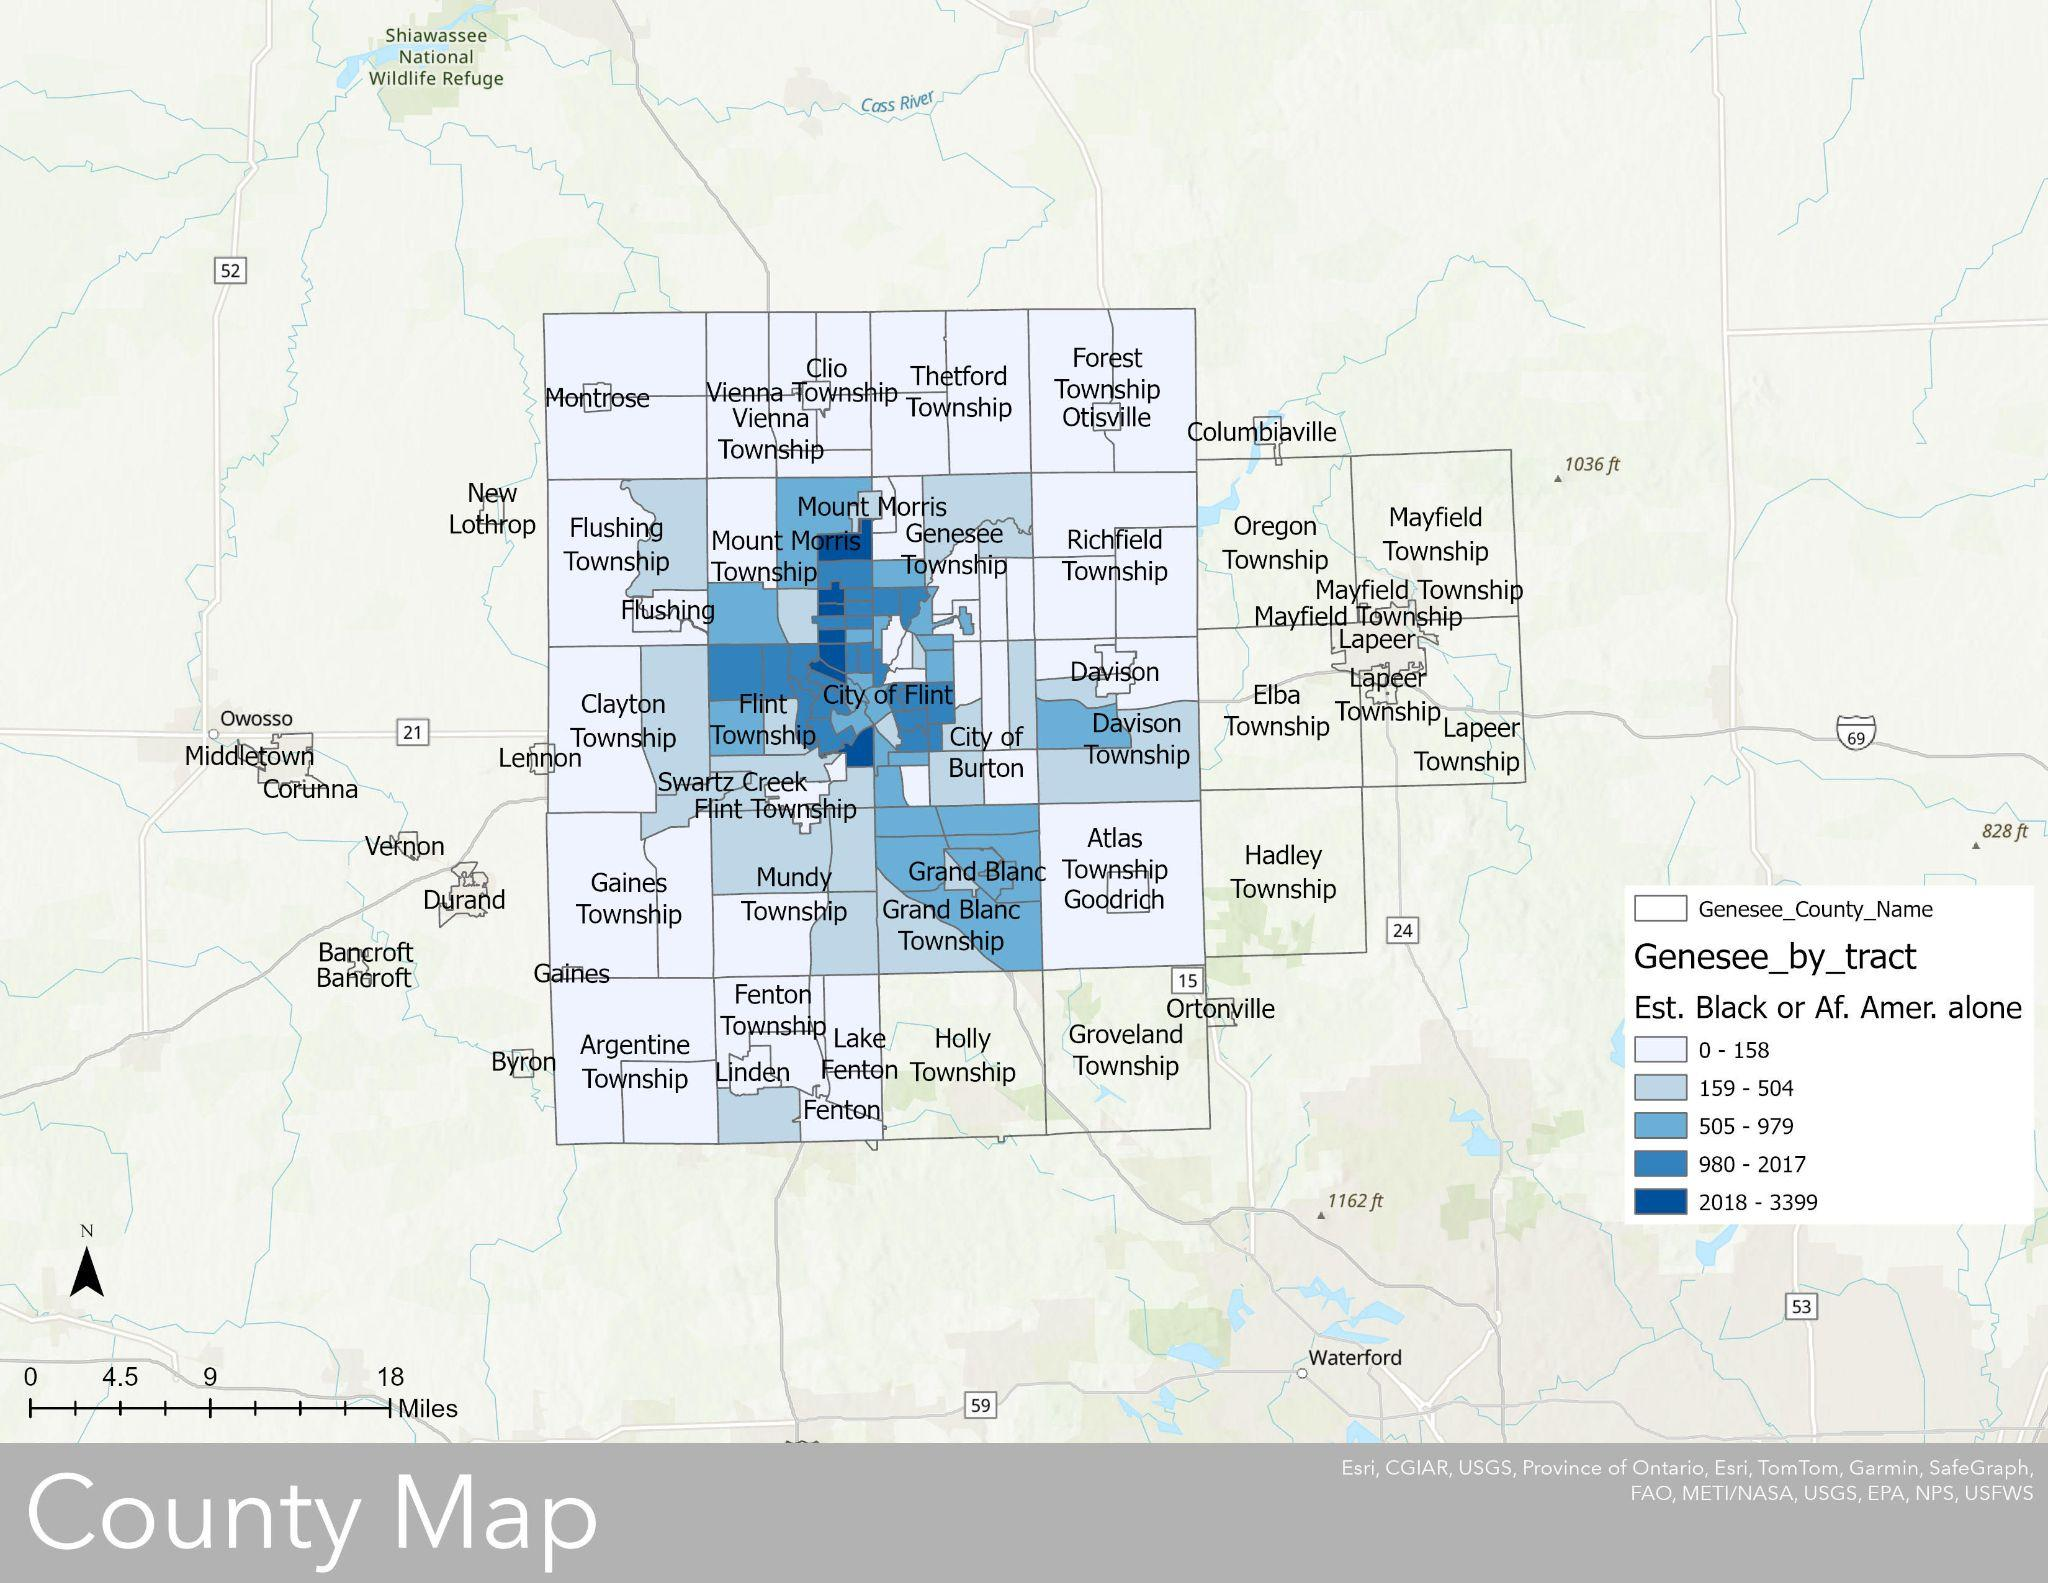 Shiawassee
National
Wildlife Refuge
Cass River
52
Clio
Forest
Township
Thetford
Township
Montrose
Vienna Township
Vienna
Township
Otisville
Columbiaville
1036 ft
New
Lothrop
Mount Morris
Flushing
Township
Mount Morris
Township
Genesee
Township
Richfield
Township
Oregon
Township
Mayfield
Township
Mayfield Township
Mayfield Township
Flushing
Lapeer
Davison
Lapeer
Township
City of Flint
Clayton
Township
Flint
Township
Elba
Township
Owosso
21
Davison
Township
Lapeer
Township
69
Middletown
Lennon
City of
Burton
Corunna
Swartz Creek
Flint Township
Vernon
Atlas
Township
828 ft
Durand
Gaines
Township
Mundy
Township
Grand Blanc
Goodrich
Hadley
Township
Grand Blanc
Township
24
Bancroft
Bancroft
Gaines
15
Fenton
Township
Ortonville
Argentine
Township
Lake
Fenton
Holly
Township
Groveland
Township
Byron
Linden
Fenton
Genesee_County_Name
Genesee_by_tract
Est. Black or Af. Amer. alone
0 - 158
159 - 504
505 - 979
980 - 2017
2018 - 3399
1162 ft
N
53
Waterford
59
0 4.5 9 18
Miles
County Map
Esri, CGIAR, USGS, Province of Ontario, Esri, TomTom, Garmin, SafeGraph,
FAO, METI/NASA, USGS, EPA, NPS, USFWS